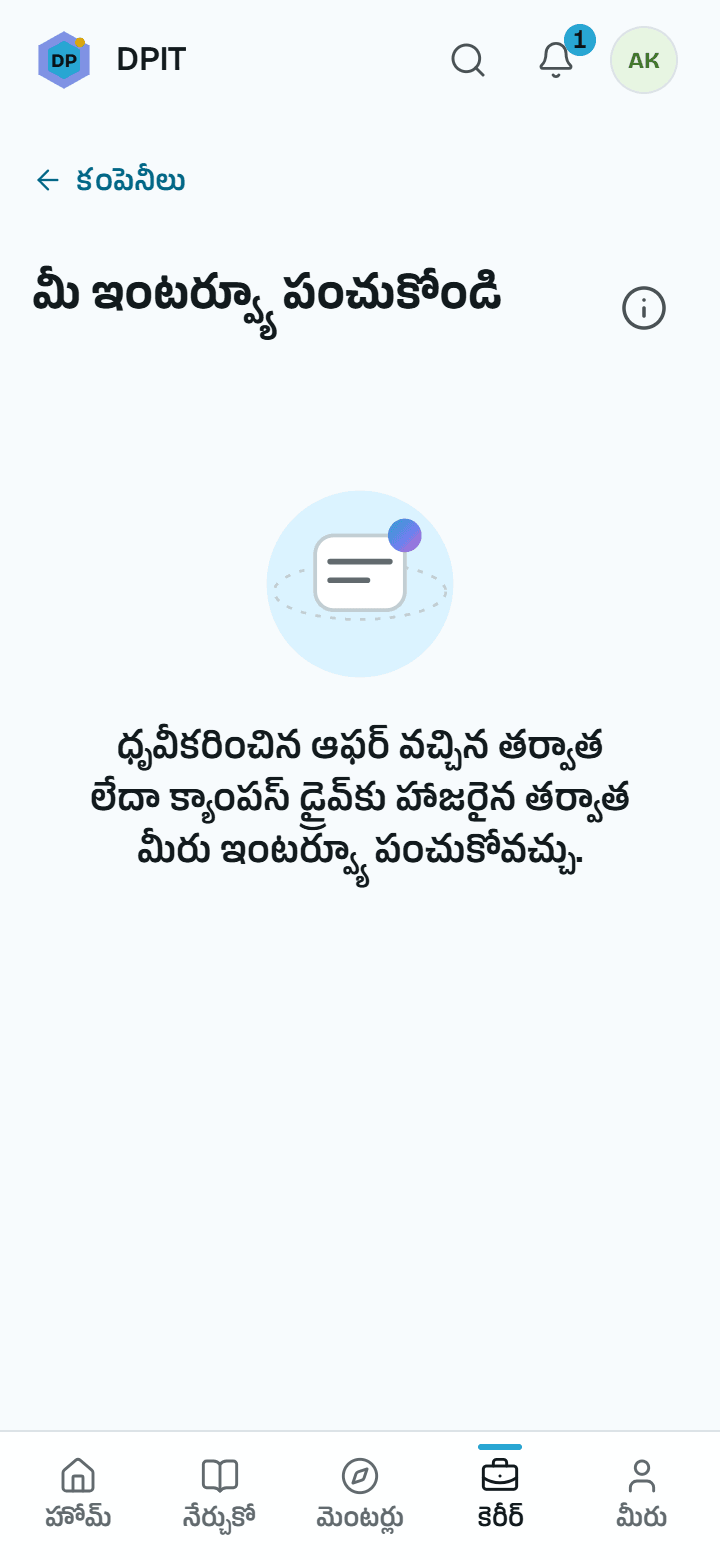 DP
DPIT
1
AK
కంపెనీలు
మీ ఇంటర్వ్యూ పంచుకోండి
ధృవీకరించిన ఆఫర్ వచ్చిన తర్వాత
లేదా క్యాంపస్ డ్రైవ్‌కు హాజరైన తర్వాత
మీరు ఇంటర్వ్యూ పంచుకోవచ్చు.
హోమ్
నేర్చుకో
మెంటర్లు
కెరీర్
మీరు